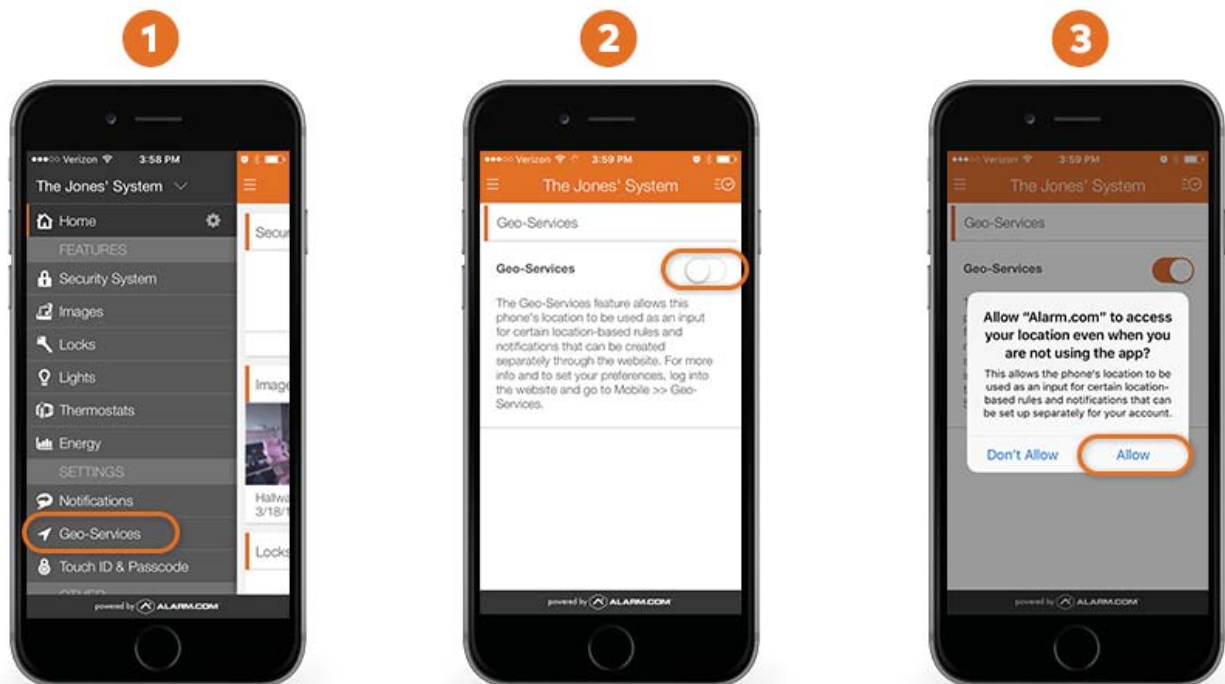 1
2
3
Verizon 3:58 PM
The Jones' System
Home
FEATURES
Security System
Images
Locks
Lights
Thermostats
Energy
SETTINGS
Notifications
Geo-Services
Touch ID & Passcode
powered by ALARM.COM
Hallwa
3/18/1
Locks
Verizon 3:59 PM
The Jones' System
Geo-Services
Geo-Services
The Geo-Services feature allows this
phone's location to be used as an input
for certain location-based rules and
notifications that can be created
separately through the website. For more
info and to set your preferences, log into
the website and go to Mobile >> Geo-
Services.
powered by ALARM.COM
Verizon 3:59 PM
The Jones' System
Geo-Services
Geo-Services
Allow "Alarm.com" to access
your location even when you
are not using the app?
This allows the phone's location to be
used as an input for certain location-
based rules and notifications that can
be set up separately for your account.
Don't Allow Allow
powered by ALARM.COM